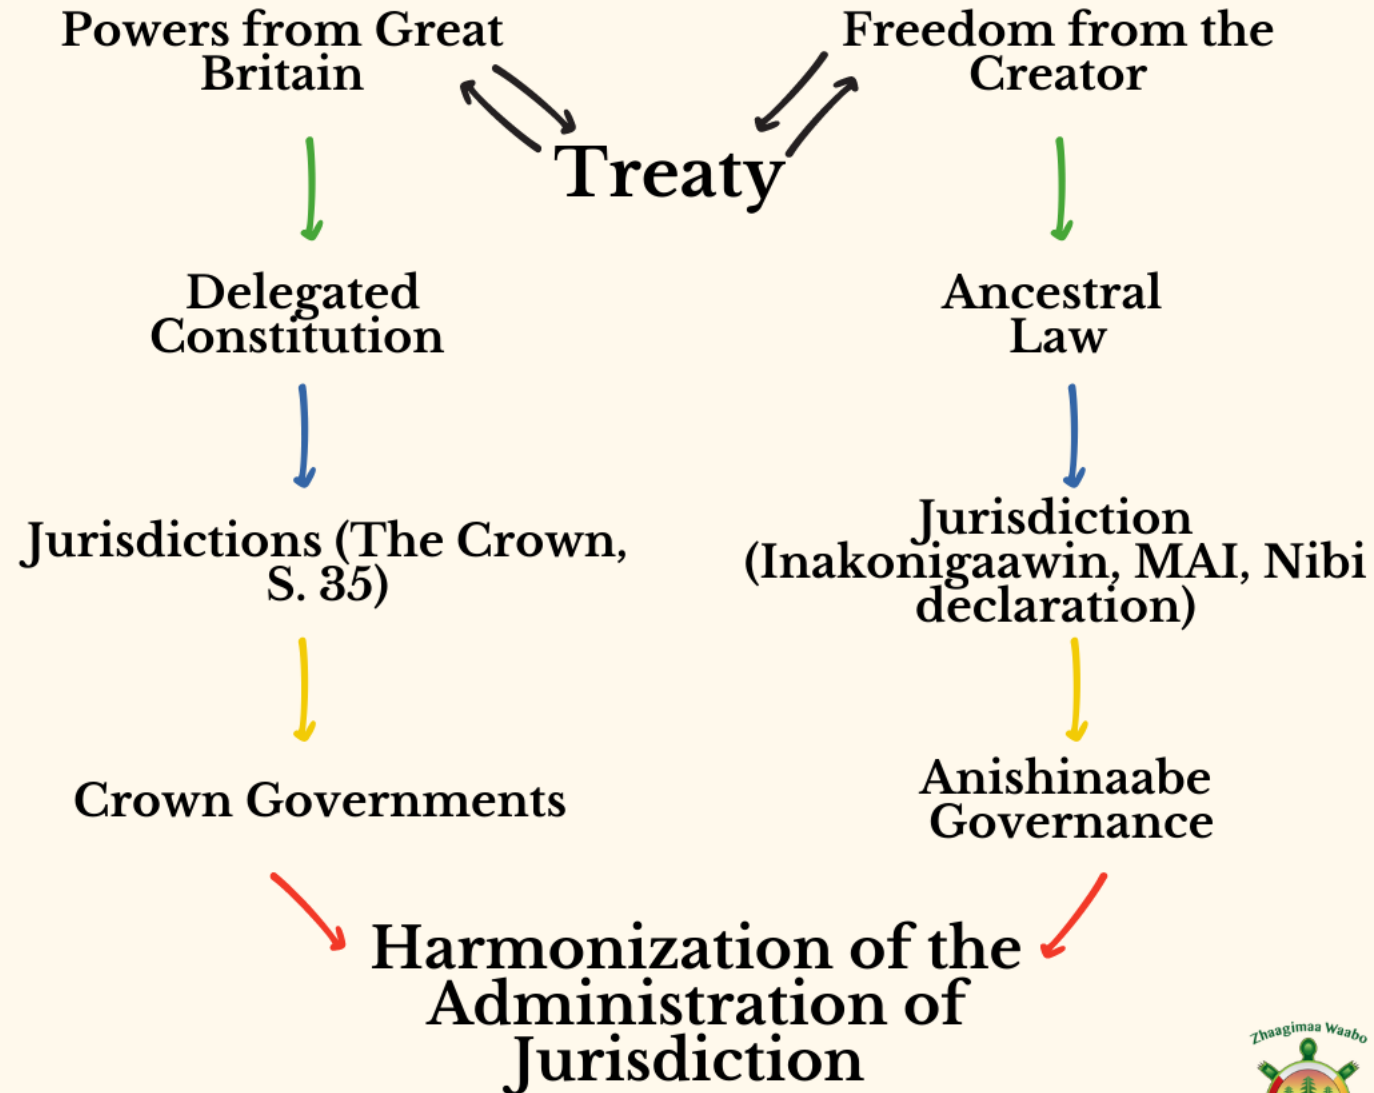 Powers from Great
Britain
Freedom from the
Creator
Treaty
Delegated
Constitution
Ancestral
Law
Jurisdictions (The Crown,
S. 35)
Jurisdiction
(Inakonigaawin, MAI, Nibi
declaration)
Crown Governments
Anishinaabe
Governance
Harmonization of the
Administration of
Jurisdiction
Zhaagimaa Waabo